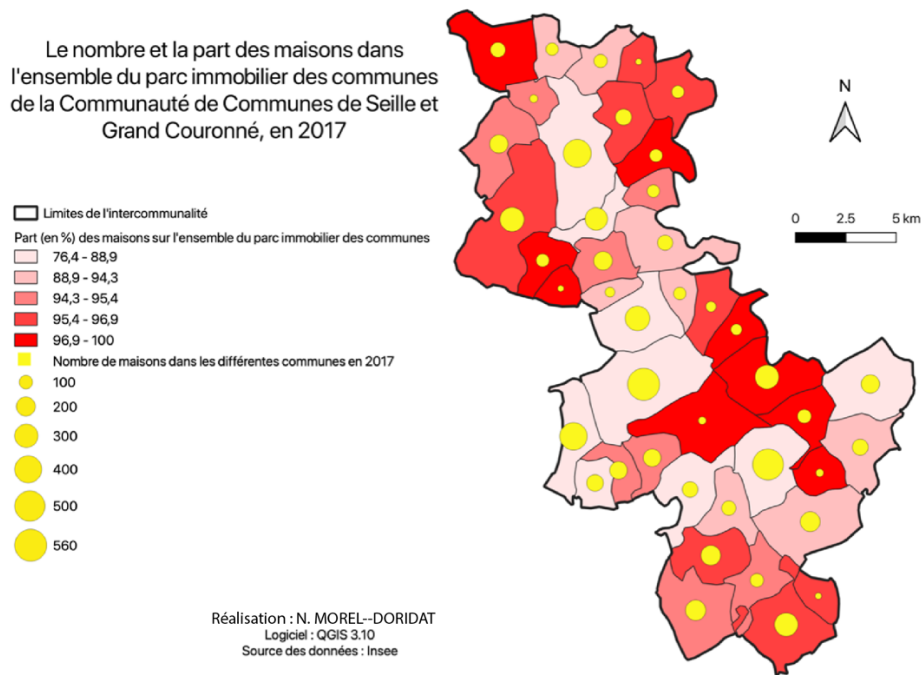 Le nombre et la part des maisons dans
l'ensemble du parc immobilier des communes
de la Communauté de Communes de Seille et
Grand Couronné, en 2017
N
0 2.5 5 km
Limites de l'intercommunalité
Part (en %) des maisons sur l'ensemble du parc immobilier des communes
76,4 - 88,9
88,9 - 94,3
94,3 - 95,4
95,4 - 96,9
96,9 - 100
Nombre de maisons dans les différentes communes en 2017
100
200
300
400
500
560
Réalisation : N. MOREL--DORIDAT
Logiciel : QGIS 3.10
Source des données : Insee